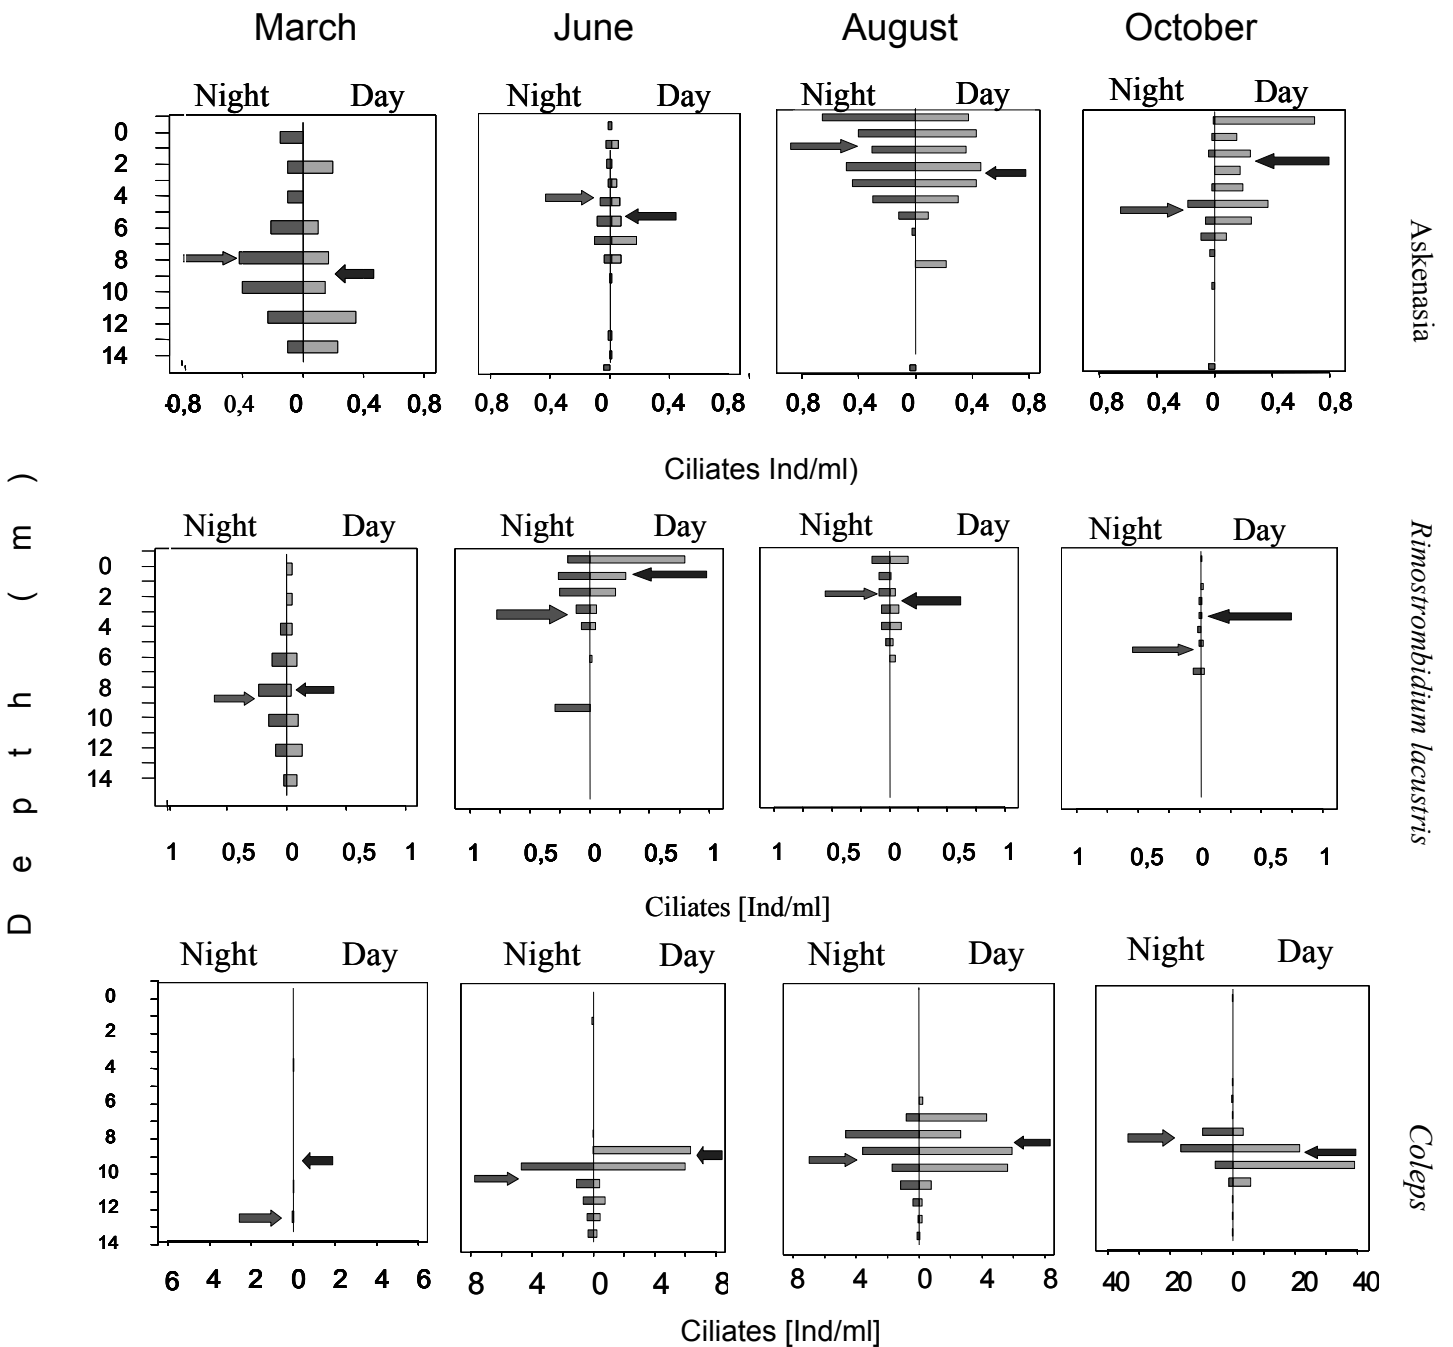 March June August October
Night Day Night Day Night Day Night Day
0
2
4
6
8
10
12
14
-0,8 0,4 0 0,4 0,8 0,8 0,4 0 0,4 0,8 0,8 0,4 0 0,4 0,8 0,8 0,4 0 0,4 0,8
Askenasia
Ciliates Ind/ml)
Depth (m)
Night Day Night Day Night Day Night Day
0
2
4
6
8
10
12
14
1 0,5 0 0,5 1 1 0,5 0 0,5 1 1 0,5 0 0,5 1 1 0,5 0 0,5 1
Rimostrombidium lacustris
Ciliates [Ind/ml]
Night Day Night Day Night Day Night Day
0
2
4
6
8
10
12
14
6 4 2 0 2 4 6 8 4 0 4 8 8 4 0 4 8 40 20 0 20 40
Coleps
Ciliates [Ind/ml]